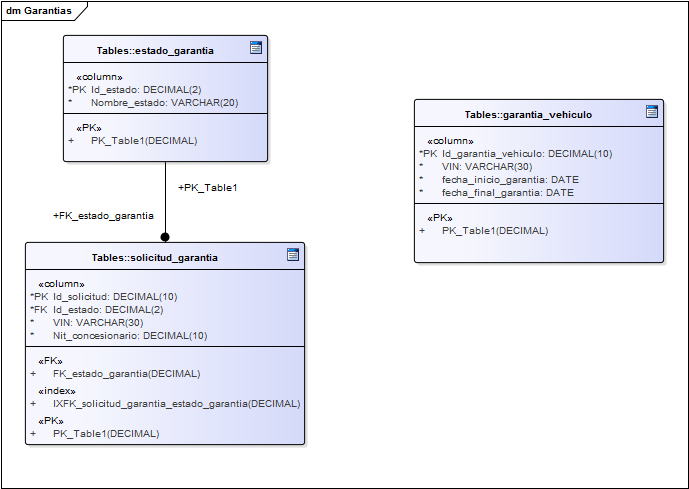 dm Garantias
Tables::estado_garantia
«column»
*PK Id_estado: DECIMAL(2)
* Nombre_estado: VARCHAR(20)
«PK»
+ PK_Table1(DECIMAL)
+PK_Table1
+FK_estado_garantia
Tables::solicitud_garantia
«column»
*PK Id_solicitud: DECIMAL(10)
*FK Id_estado: DECIMAL(2)
* VIN: VARCHAR(30)
* Nit_concesionario: DECIMAL(10)
«FK»
+ FK_estado_garantia(DECIMAL)
«index»
+ IXFK_solicitud_garantia_estado_garantia(DECIMAL)
«PK»
+ PK_Table1(DECIMAL)
Tables::garantia_vehiculo
«column»
*PK Id_garantia_vehiculo: DECIMAL(10)
* VIN: VARCHAR(30)
* fecha_inicio_garantia: DATE
* fecha_final_garantia: DATE
«PK»
+ PK_Table1(DECIMAL)